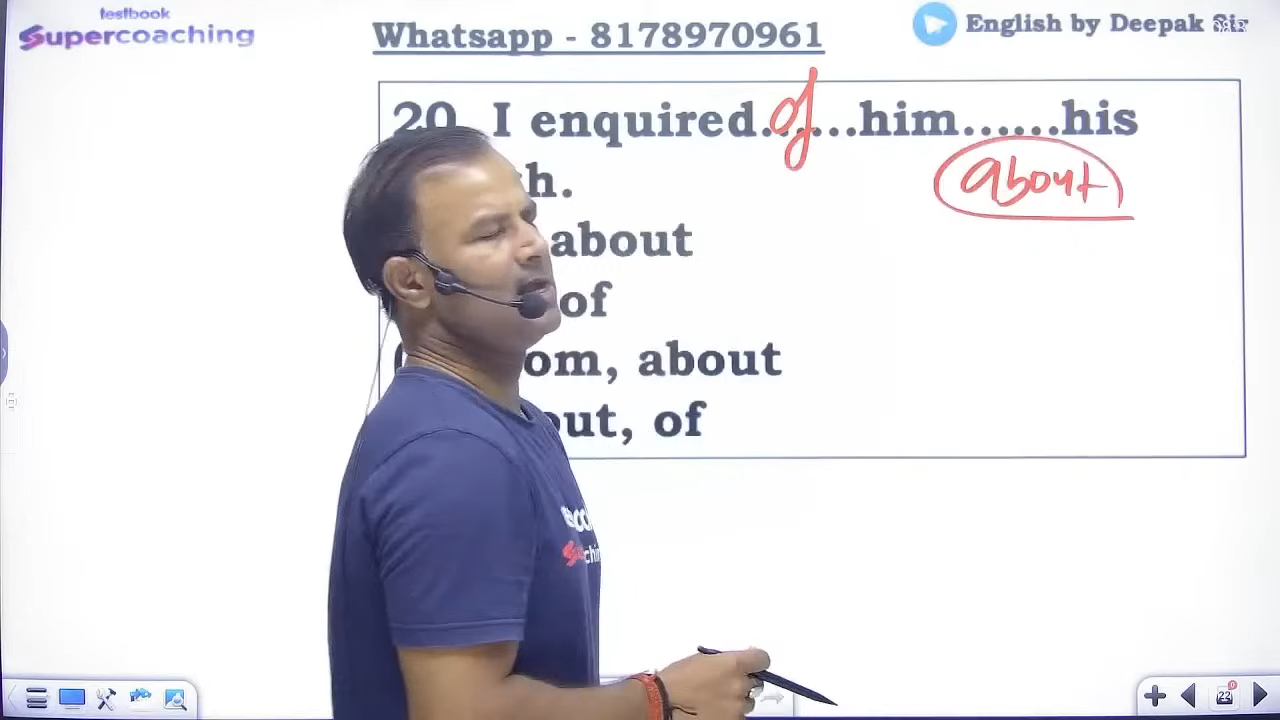 testbook
Supercoaching
Whatsapp - 8178970961
English by Deepak Sir
20. I enquired......him......his
of
h.
about
about
of
om, about
out, of
23